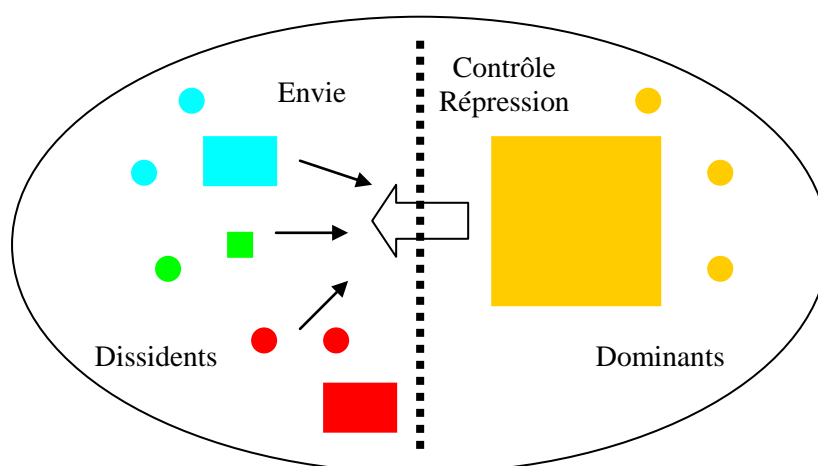 Envie
Contrôle
Répression
Dissidents
Dominants